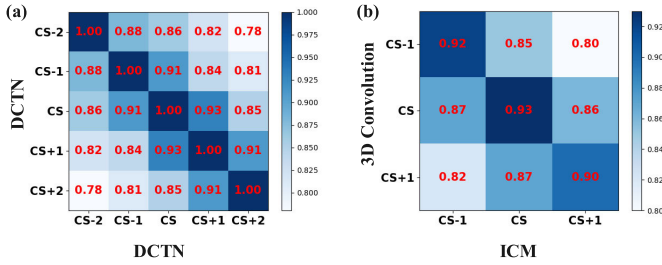 (a)
DCTN
CS-2 1.00 0.88 0.86 0.82 0.78
CS-1 0.88 1.00 0.91 0.84 0.81
CS 0.86 0.91 1.00 0.93 0.85
CS+1 0.82 0.84 0.93 1.00 0.91
CS+2 0.78 0.81 0.85 0.91 1.00
CS-2 CS-1 CS CS+1 CS+2
DCTN
1.000
0.975
0.950
0.925
0.900
0.875
0.850
0.825
0.800
(b)
3D Convolution
CS-1 0.92 0.85 0.80
CS 0.87 0.93 0.86
CS+1 0.82 0.87 0.90
CS-1 CS CS+1
ICM
0.92
0.90
0.88
0.86
0.84
0.82
0.80